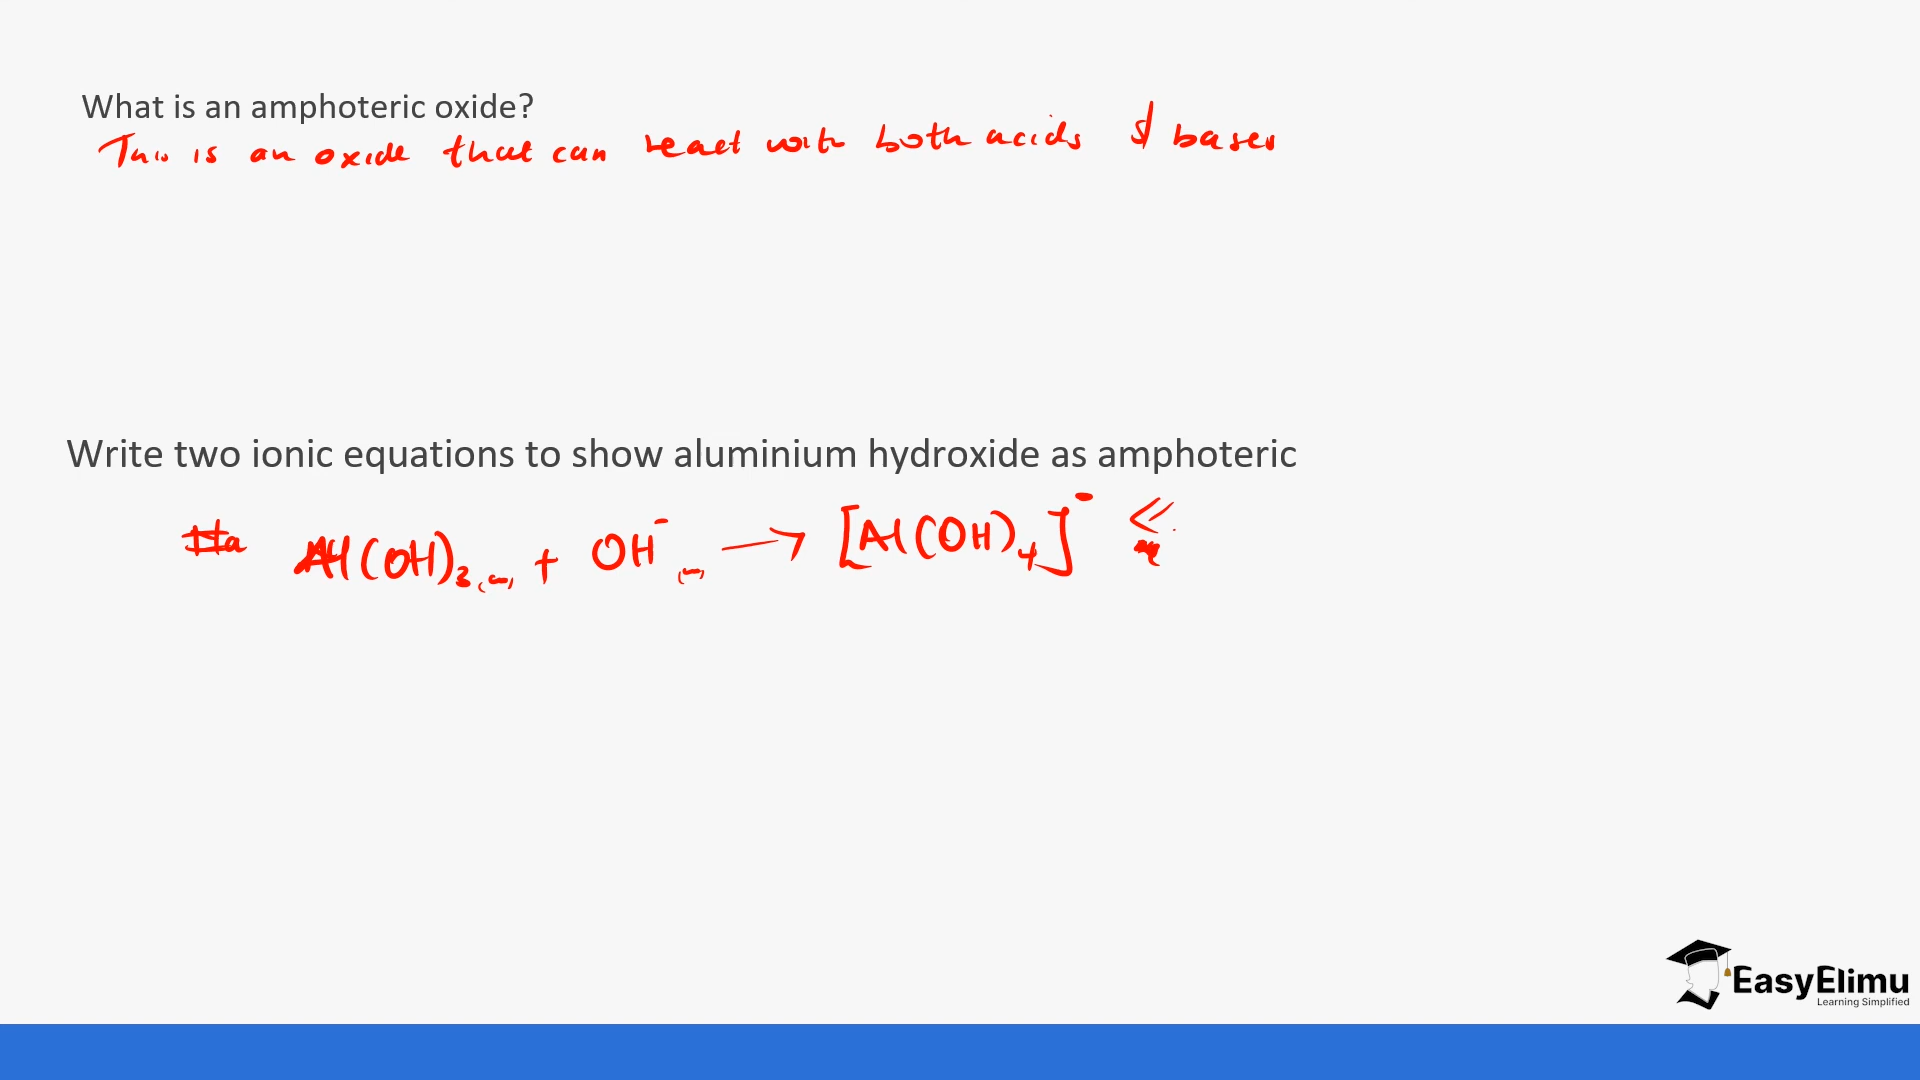 What is an amphoteric oxide?
This is an oxide that can react with both acids & bases
Write two ionic equations to show aluminium hydroxide as amphoteric
Al(OH)3 + OH- → [Al(OH)4]-
EasyElimu
Learning Simplified